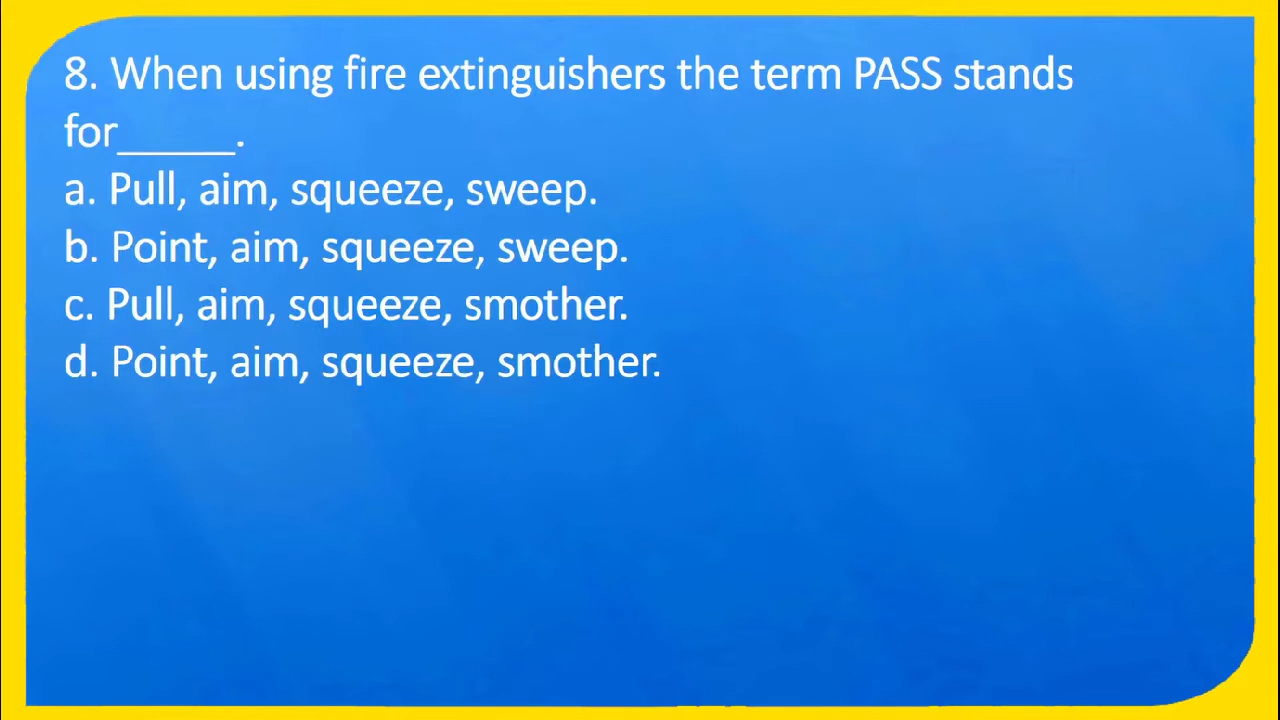 8. When using fire extinguishers the term PASS stands
for_____.
a. Pull, aim, squeeze, sweep.
b. Point, aim, squeeze, sweep.
c. Pull, aim, squeeze, smother.
d. Point, aim, squeeze, smother.